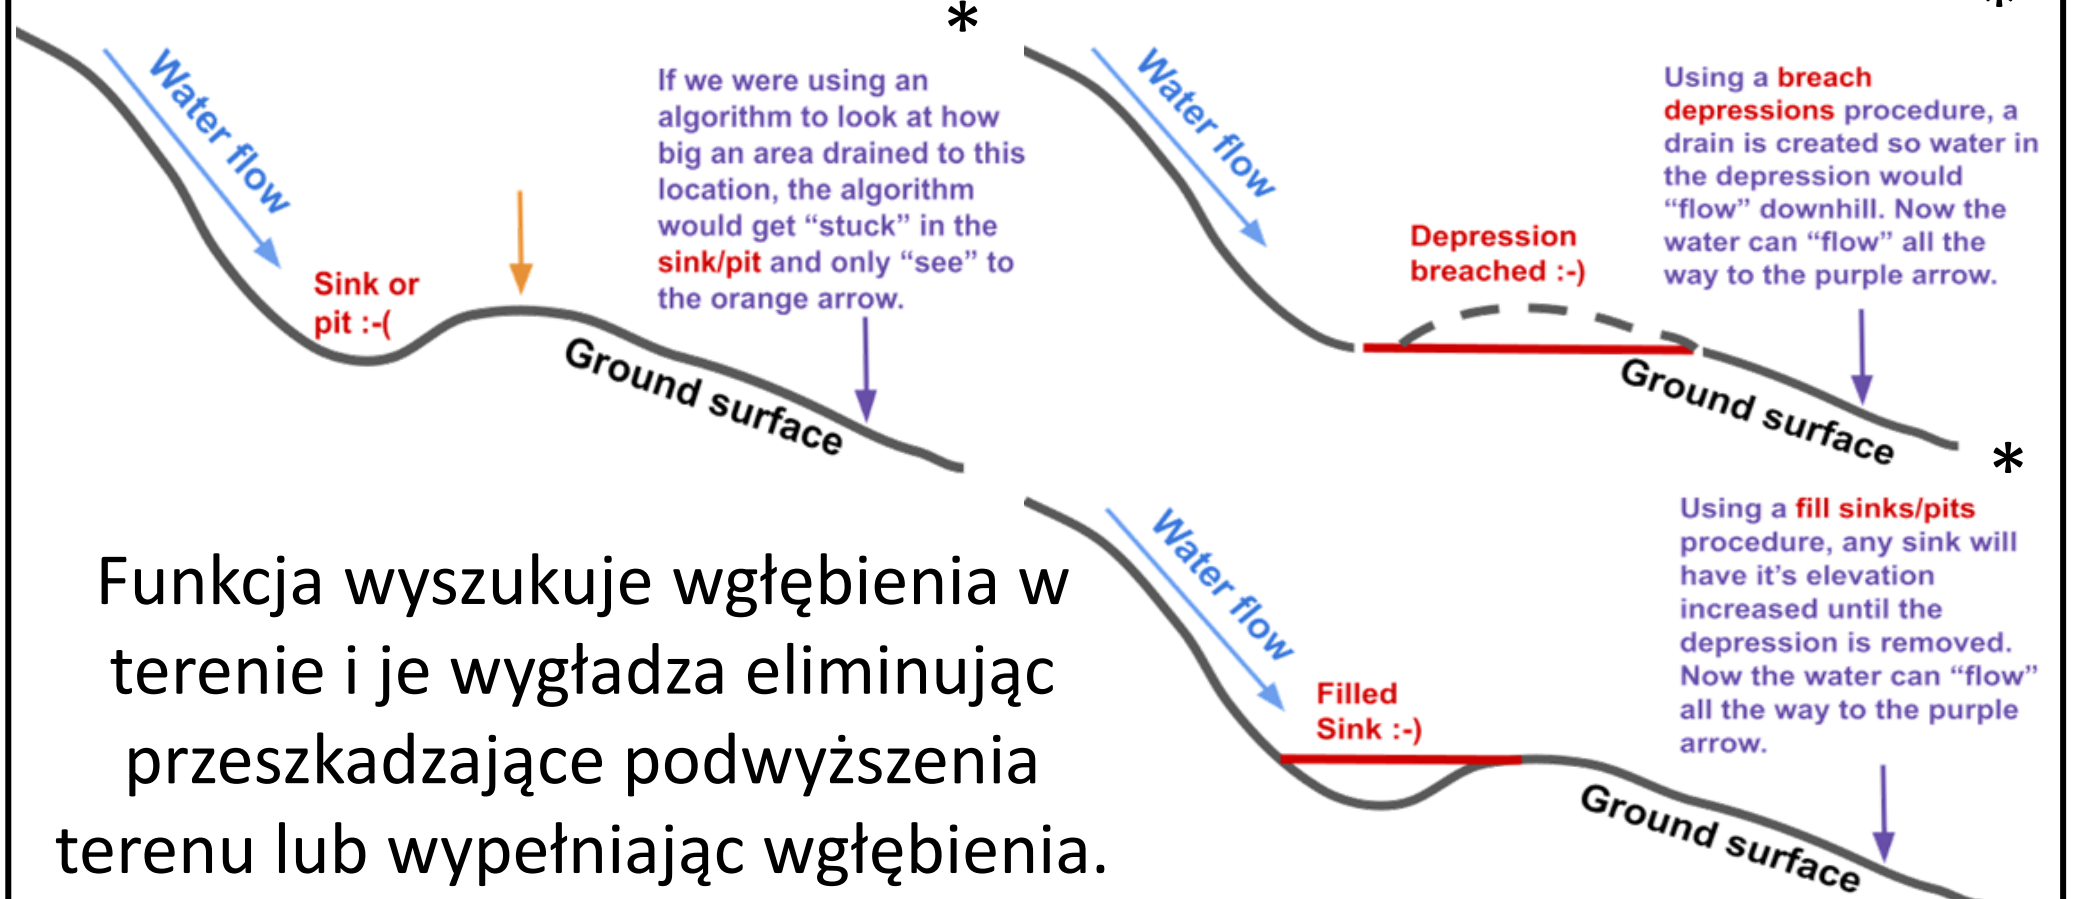 *
Water flow
If we were using an
algorithm to look at how
big an area drained to this
location, the algorithm
would get “stuck” in the
sink/pit and only “see” to
the orange arrow.
Sink or
pit :-(
Ground surface
*
Water flow
Using a breach
depressions procedure, a
drain is created so water in
the depression would
“flow” downhill. Now the
water can “flow” all the
way to the purple arrow.
Depression
breached :-)
Ground surface
Funkcja wyszukuje wgłębienia w
terenie i je wygładza eliminując
przeszkadzające podwyższenia
terenu lub wypełniając wgłębienia.
*
Water flow
Using a fill sinks/pits
procedure, any sink will
have it’s elevation
increased until the
depression is removed.
Now the water can “flow”
all the way to the purple
arrow.
Filled
Sink :-)
Ground surface